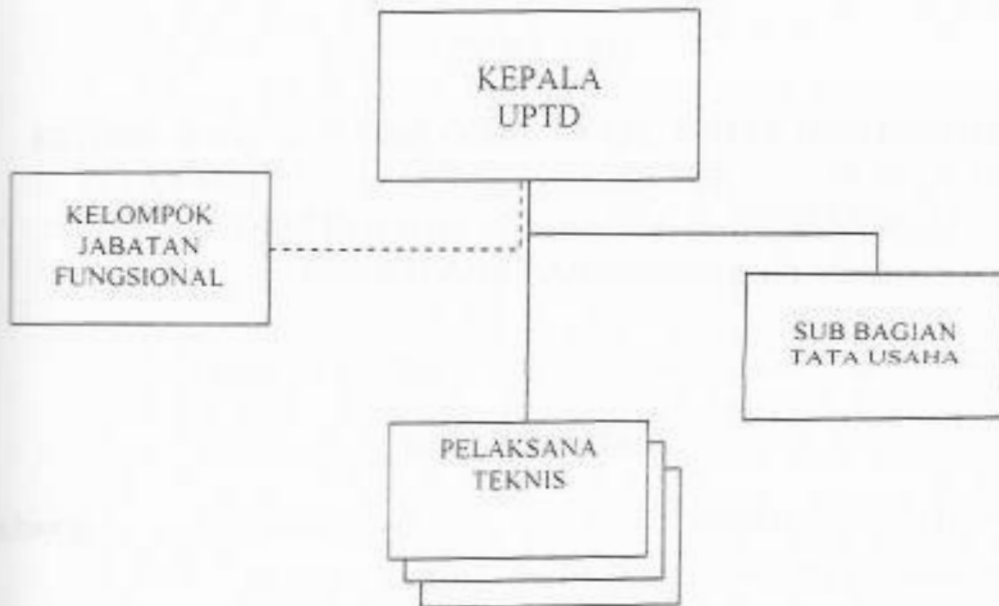 KEPALA
UPTD
KELOMPOK
JABATAN
FUNGSIONAL
SUB BAGIAN
TATA USAHA
PELAKSANA
TEKNIS